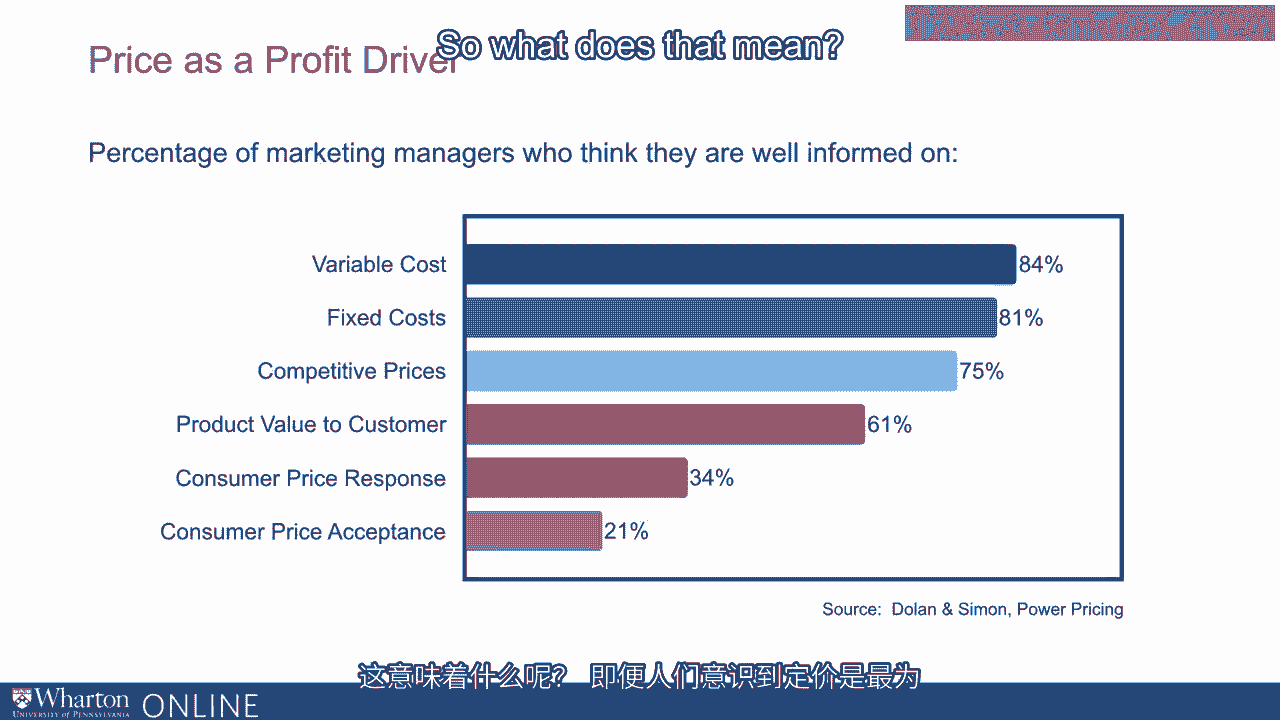 So what does that mean?
Price as a Profit Driver
Percentage of marketing managers who think they are well informed on:
Variable Cost 84%
Fixed Costs 81%
Competitive Prices 75%
Product Value to Customer 61%
Consumer Price Response 34%
Consumer Price Acceptance 21%
Source: Dolan & Simon, Power Pricing
这意味着什么呢? 即便人们意识到定价是最为
Wharton ONLINE
UNIVERSITY of PENNSYLVANIA